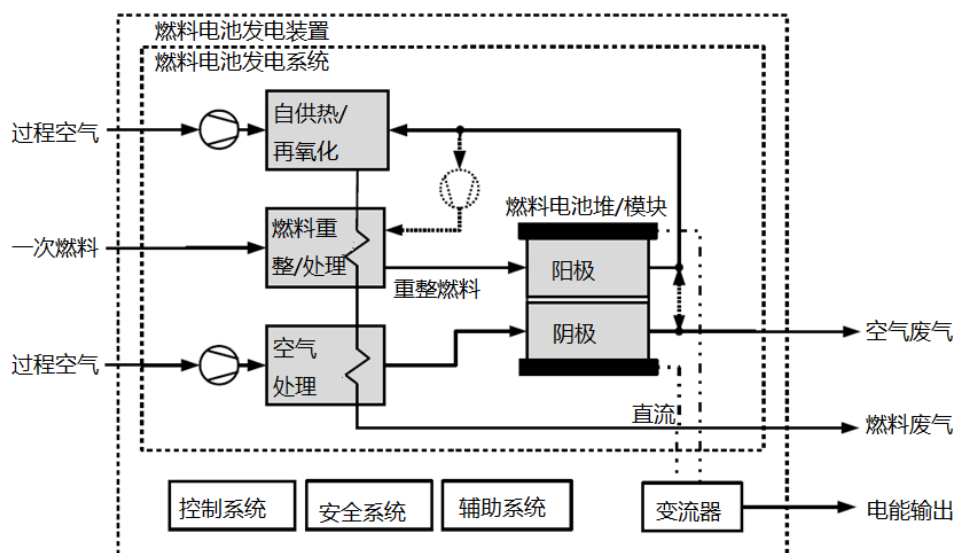 燃料电池发电装置
燃料电池发电系统
过程空气
自供热/
再氧化
燃料电池堆/模块
一次燃料
燃料重
整/处理
重整燃料
阳极
阴极
空气废气
过程空气
空气
处理
直流
燃料废气
控制系统
安全系统
辅助系统
变流器
电能输出